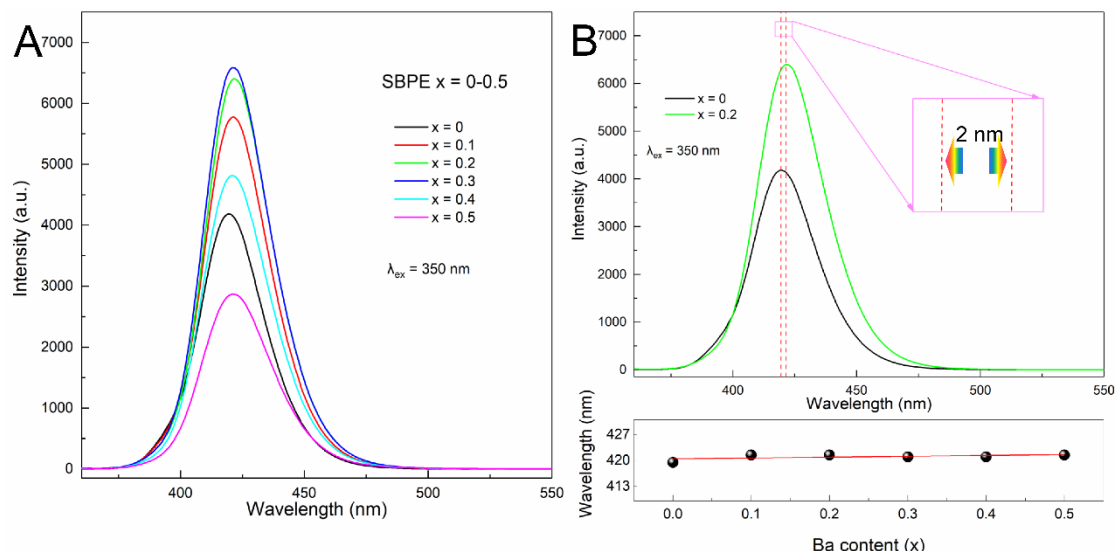 A
7000
6000
5000
4000
3000
2000
1000
0
Intensity (a.u.)
SBPE x = 0-0.5
x = 0
x = 0.1
x = 0.2
x = 0.3
x = 0.4
x = 0.5
λex = 350 nm
400 450 500 550
Wavelength (nm)
B
7000
6000
5000
4000
3000
2000
1000
0
Intensity (a.u.)
x = 0
x = 0.2
λex = 350 nm
2 nm
400 450 500 550
Wavelength (nm)
427
420
413
Wavelength (nm)
0.0 0.1 0.2 0.3 0.4 0.5
Ba content (x)